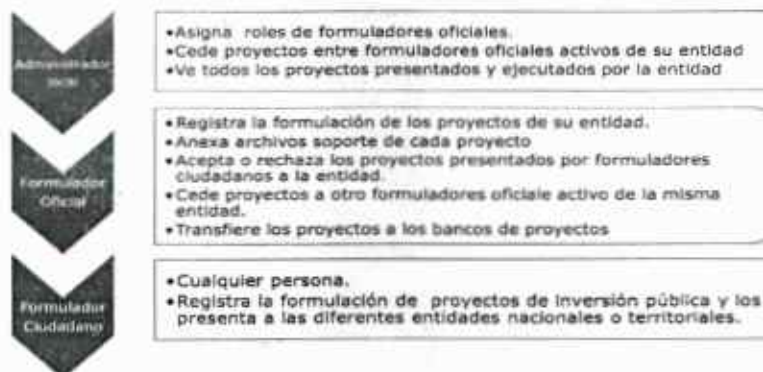 Administrador
local
•Asigna roles de formuladores oficiales.
•Cede proyectos entre formuladores oficiales activos de su entidad
•Ve todos los proyectos presentados y ejecutados por la entidad
Formulador
Oficial
•Registra la formulación de los proyectos de su entidad.
•Anexa archivos soporte de cada proyecto
•Acepta o rechaza los proyectos presentados por formuladores
ciudadanos a la entidad.
•Cede proyectos a otro formuladores oficiale activo de la misma
entidad.
•Transfiere los proyectos a los bancos de proyectos
Formulador
Ciudadano
•Cualquier persona.
•Registra la formulación de proyectos de inversión pública y los
presenta a las diferentes entidades nacionales o territoriales.